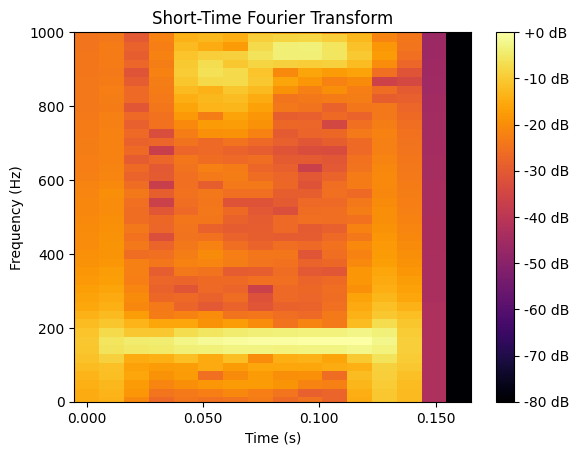 Short-Time Fourier Transform
Frequency (Hz)
1000
800
600
400
200
0
0.000
0.050
0.100
0.150
Time (s)
+0 dB
-10 dB
-20 dB
-30 dB
-40 dB
-50 dB
-60 dB
-70 dB
-80 dB